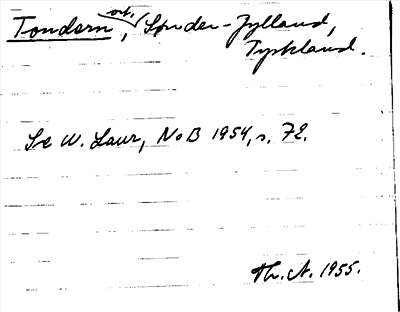 Tondern, ort, Sønder-Jylland,
Tyskland.
Se W. Laur, NoB 1954, s. 72.
Th. A. 1955.